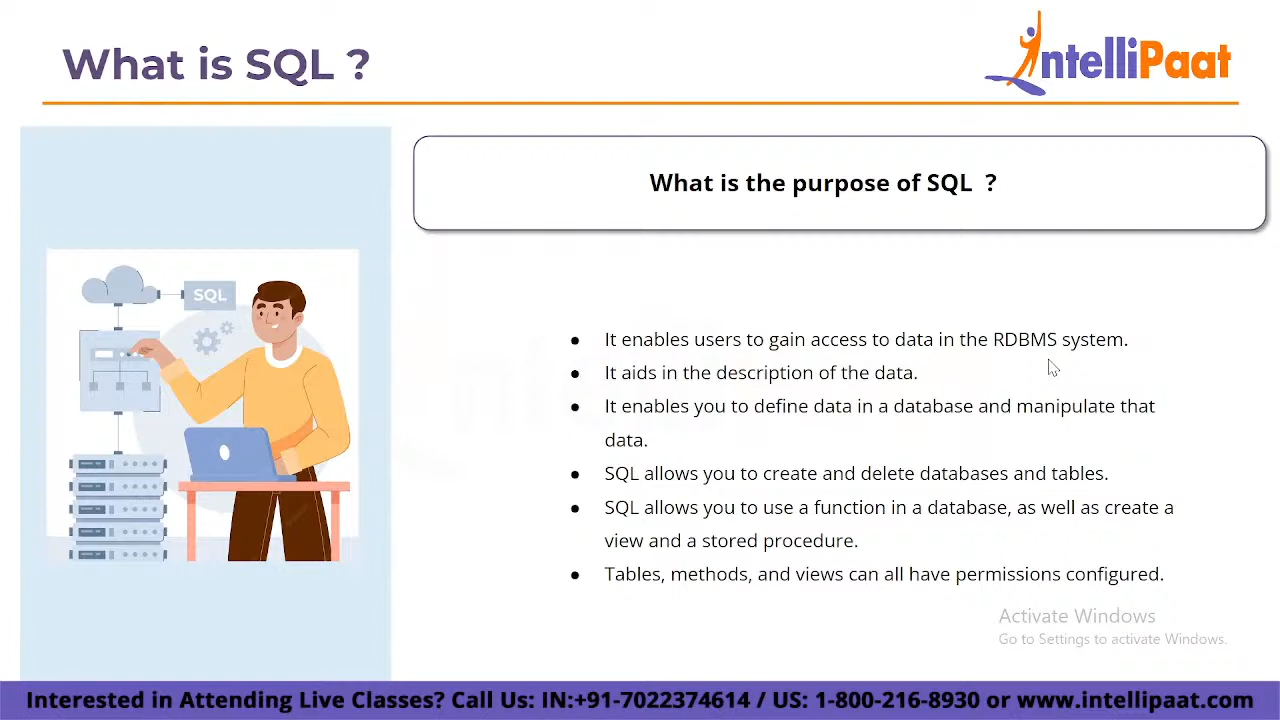 What is SQL ?
IntelliPaat
What is the purpose of SQL ?
SQL
● It enables users to gain access to data in the RDBMS system.
● It aids in the description of the data.
● It enables you to define data in a database and manipulate that
data.
● SQL allows you to create and delete databases and tables.
● SQL allows you to use a function in a database, as well as create a
view and a stored procedure.
● Tables, methods, and views can all have permissions configured.
Activate Windows
Go to Settings to activate Windows.
Interested in Attending Live Classes? Call Us: IN:+91-7022374614 / US: 1-800-216-8930 or www.intellipaat.com